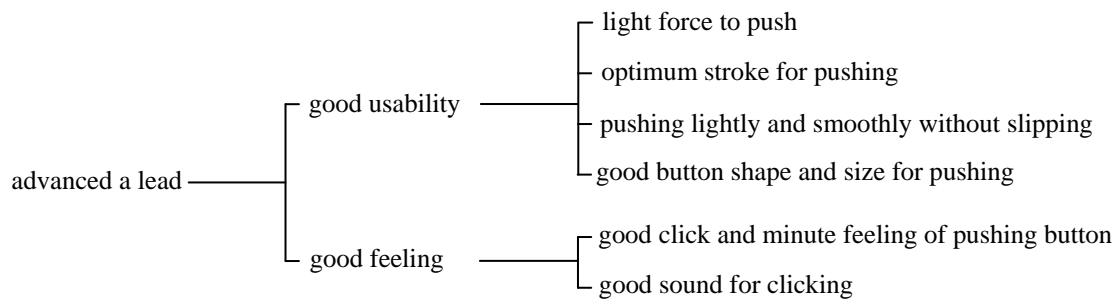 light force to push
optimum stroke for pushing
good usability
pushing lightly and smoothly without slipping
good button shape and size for pushing
advanced a lead
good click and minute feeling of pushing button
good feeling
good sound for clicking